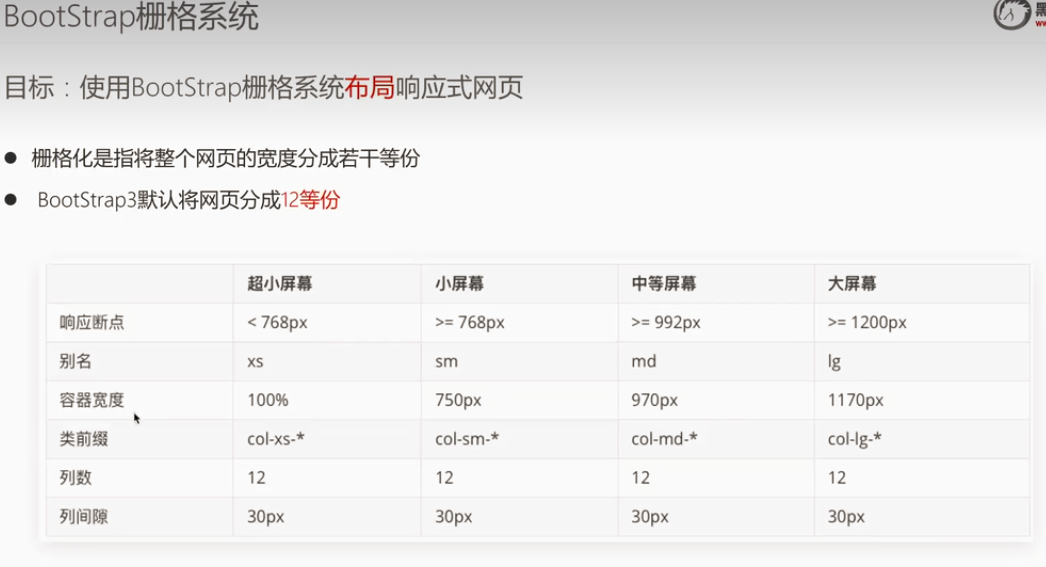 BootStrap栅格系统
黑
目标：使用BootStrap栅格系统布局响应式网页
● 栅格化是指将整个网页的宽度分成若干等份
● BootStrap3默认将网页分成12等份
超小屏幕 小屏幕 中等屏幕 大屏幕
响应断点 < 768px >= 768px >= 992px >= 1200px
别名 xs sm md lg
容器宽度 100% 750px 970px 1170px
类前缀 col-xs-* col-sm-* col-md-* col-lg-*
列数 12 12 12 12
列间隙 30px 30px 30px 30px